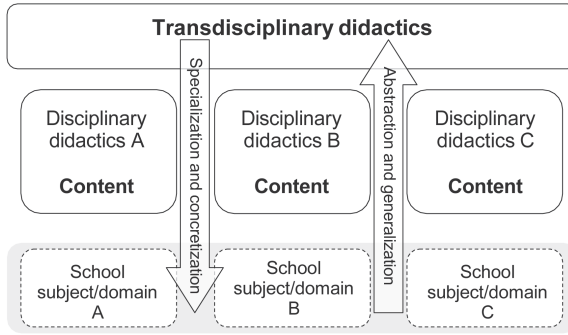 Transdisciplinary didactics
Disciplinary
didactics A
Content
Specialization and concretization
Disciplinary
didactics B
Content
Abstraction and generalization
Disciplinary
didactics C
Content
School
subject/domain
A
School
subject/domain
B
School
subject/domain
C